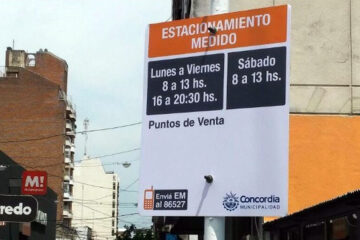 ESTACIONAMIENTO
MEDIDO
Lunes a Viernes
8 a 13 hs.
16 a 20:30 hs.
Sábado
8 a 13 hs.
Puntos de Venta
Enviá EM
al 86527
Concordia
MUNICIPALIDAD
M!
redo